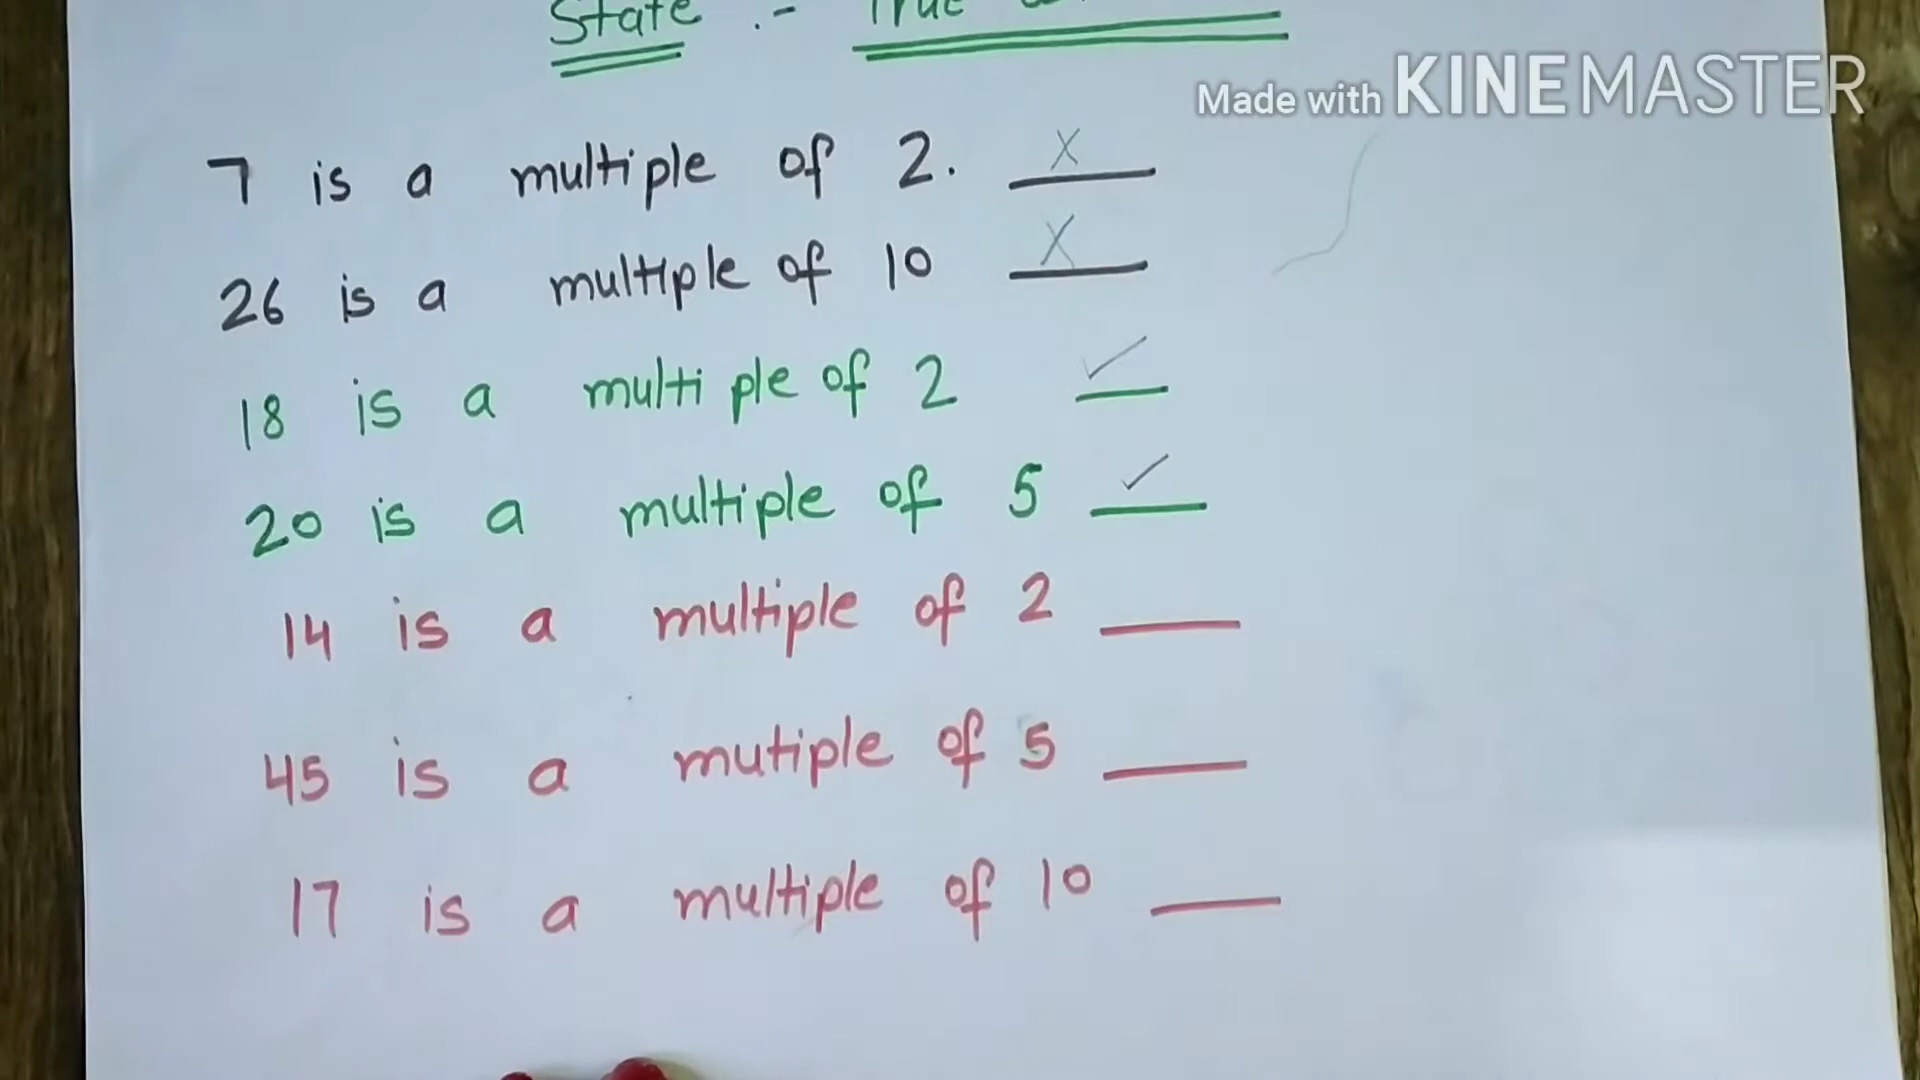 State :- True
Made with KINEMASTER
7 is a multiple of 2. X
26 is a multiple of 10 X
18 is a multiple of 2 ✓
20 is a multiple of 5 ✓
14 is a multiple of 2
45 is a mutiple of 5
17 is a multiple of 10